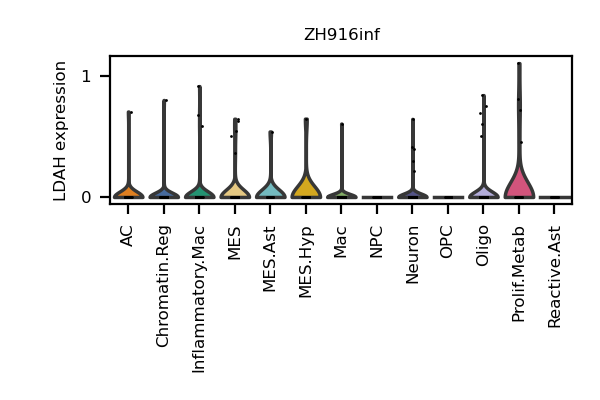 ZH916inf
LDAH expression
1
0
AC
Chromatin.Reg
Inflammatory.Mac
MES
MES.Ast
MES.Hyp
Mac
NPC
Neuron
OPC
Oligo
Prolif.Metab
Reactive.Ast